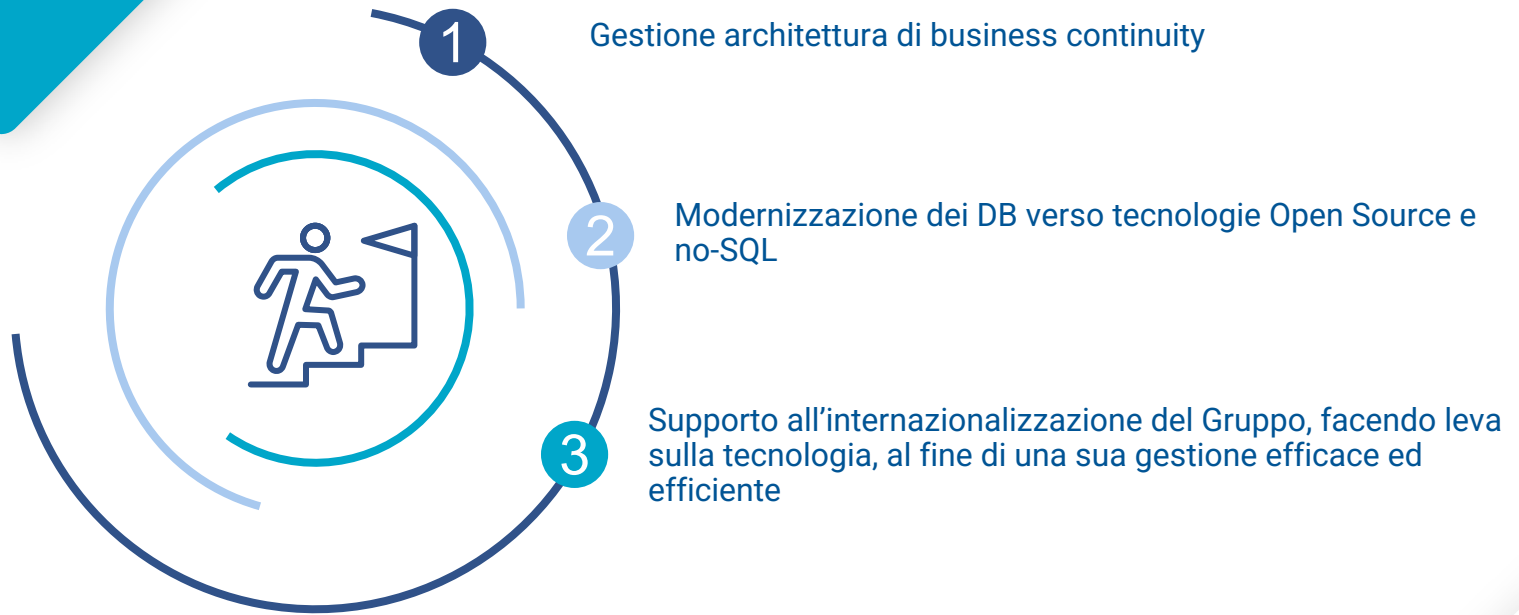 1
Gestione architettura di business continuity
2
Modernizzazione dei DB verso tecnologie Open Source e
no-SQL
3
Supporto all’internazionalizzazione del Gruppo, facendo leva
sulla tecnologia, al fine di una sua gestione efficace ed
efficiente